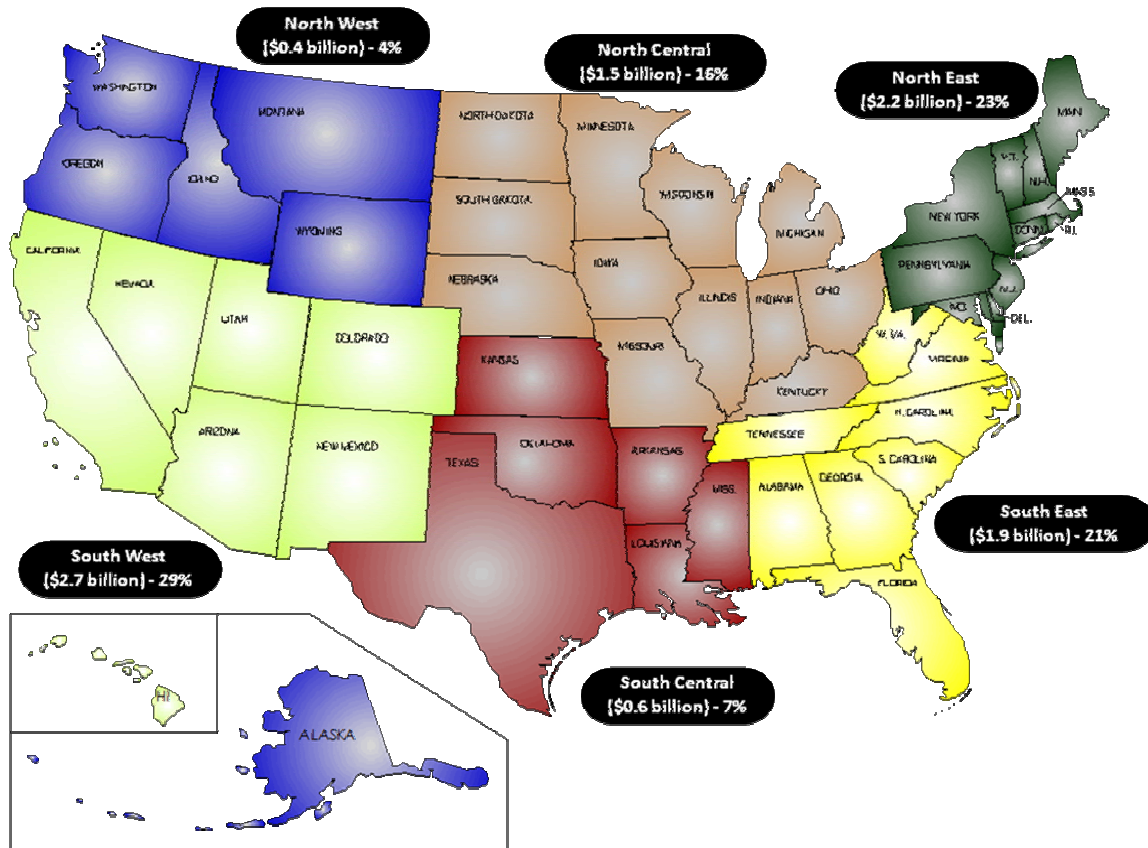 North West
($0.4 billion) - 4%
North Central
($1.5 billion) - 16%
North East
($2.2 billion) - 23%
WASHINGTON
MONTANA
NORTH DAKOTA
MINNESOTA
MAIN
OREGON
IDAHO
SOUTH DAKOTA
WISCONSIN
MICHIGAN
VT.
N.H.
MASS
NEW YORK
CONN.
R.I.
WYOMING
CALIFORNIA
NEVADA
UTAH
COLORADO
NEBRASKA
IOWA
ILLINOIS
INDIANA
OHIO
PENNSYLVANIA
N.J.
MD.
DEL.
W.VA.
VIRGINIA
KANSAS
MISSOURI
KENTUCKY
ARIZONA
NEW MEXICO
TEXAS
OKLAHOMA
ARKANSAS
TENNESSEE
N. CAROLINA
S. CAROLINA
MISS.
ALABAMA
GEORGIA
LOUISIANA
FLORIDA
South East
($1.9 billion) - 21%
South West
($2.7 billion) - 29%
South Central
($0.6 billion) - 7%
HI
ALASKA